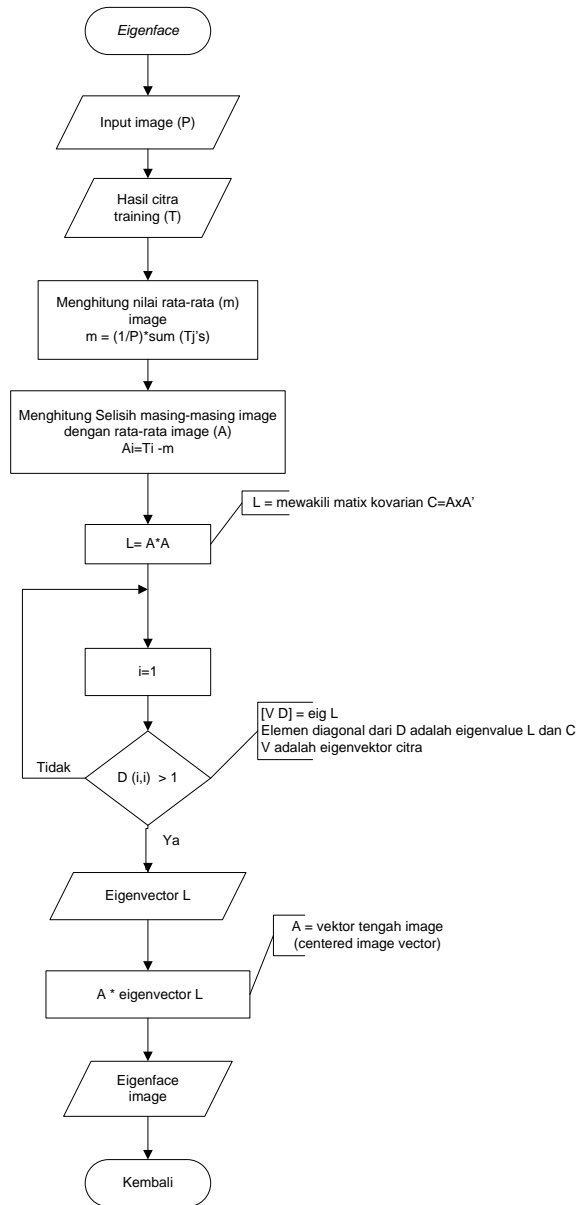 Eigenface
Input image (P)
Hasil citra
training (T)
Menghitung nilai rata-rata (m)
image
m = (1/P)*sum (Tj's)
Menghitung Selisih masing-masing image
dengan rata-rata image (A)
Ai=Ti -m
L = mewakili matix kovarian C=AxA'
L= A*A
i=1
[V D] = eig L
Elemen diagonal dari D adalah eigenvalue L dan C
V adalah eigenvektor citra
Tidak
D (i,i) > 1
Ya
Eigenvector L
A = vektor tengah image
(centered image vector)
A * eigenvector L
Eigenface
image
Kembali